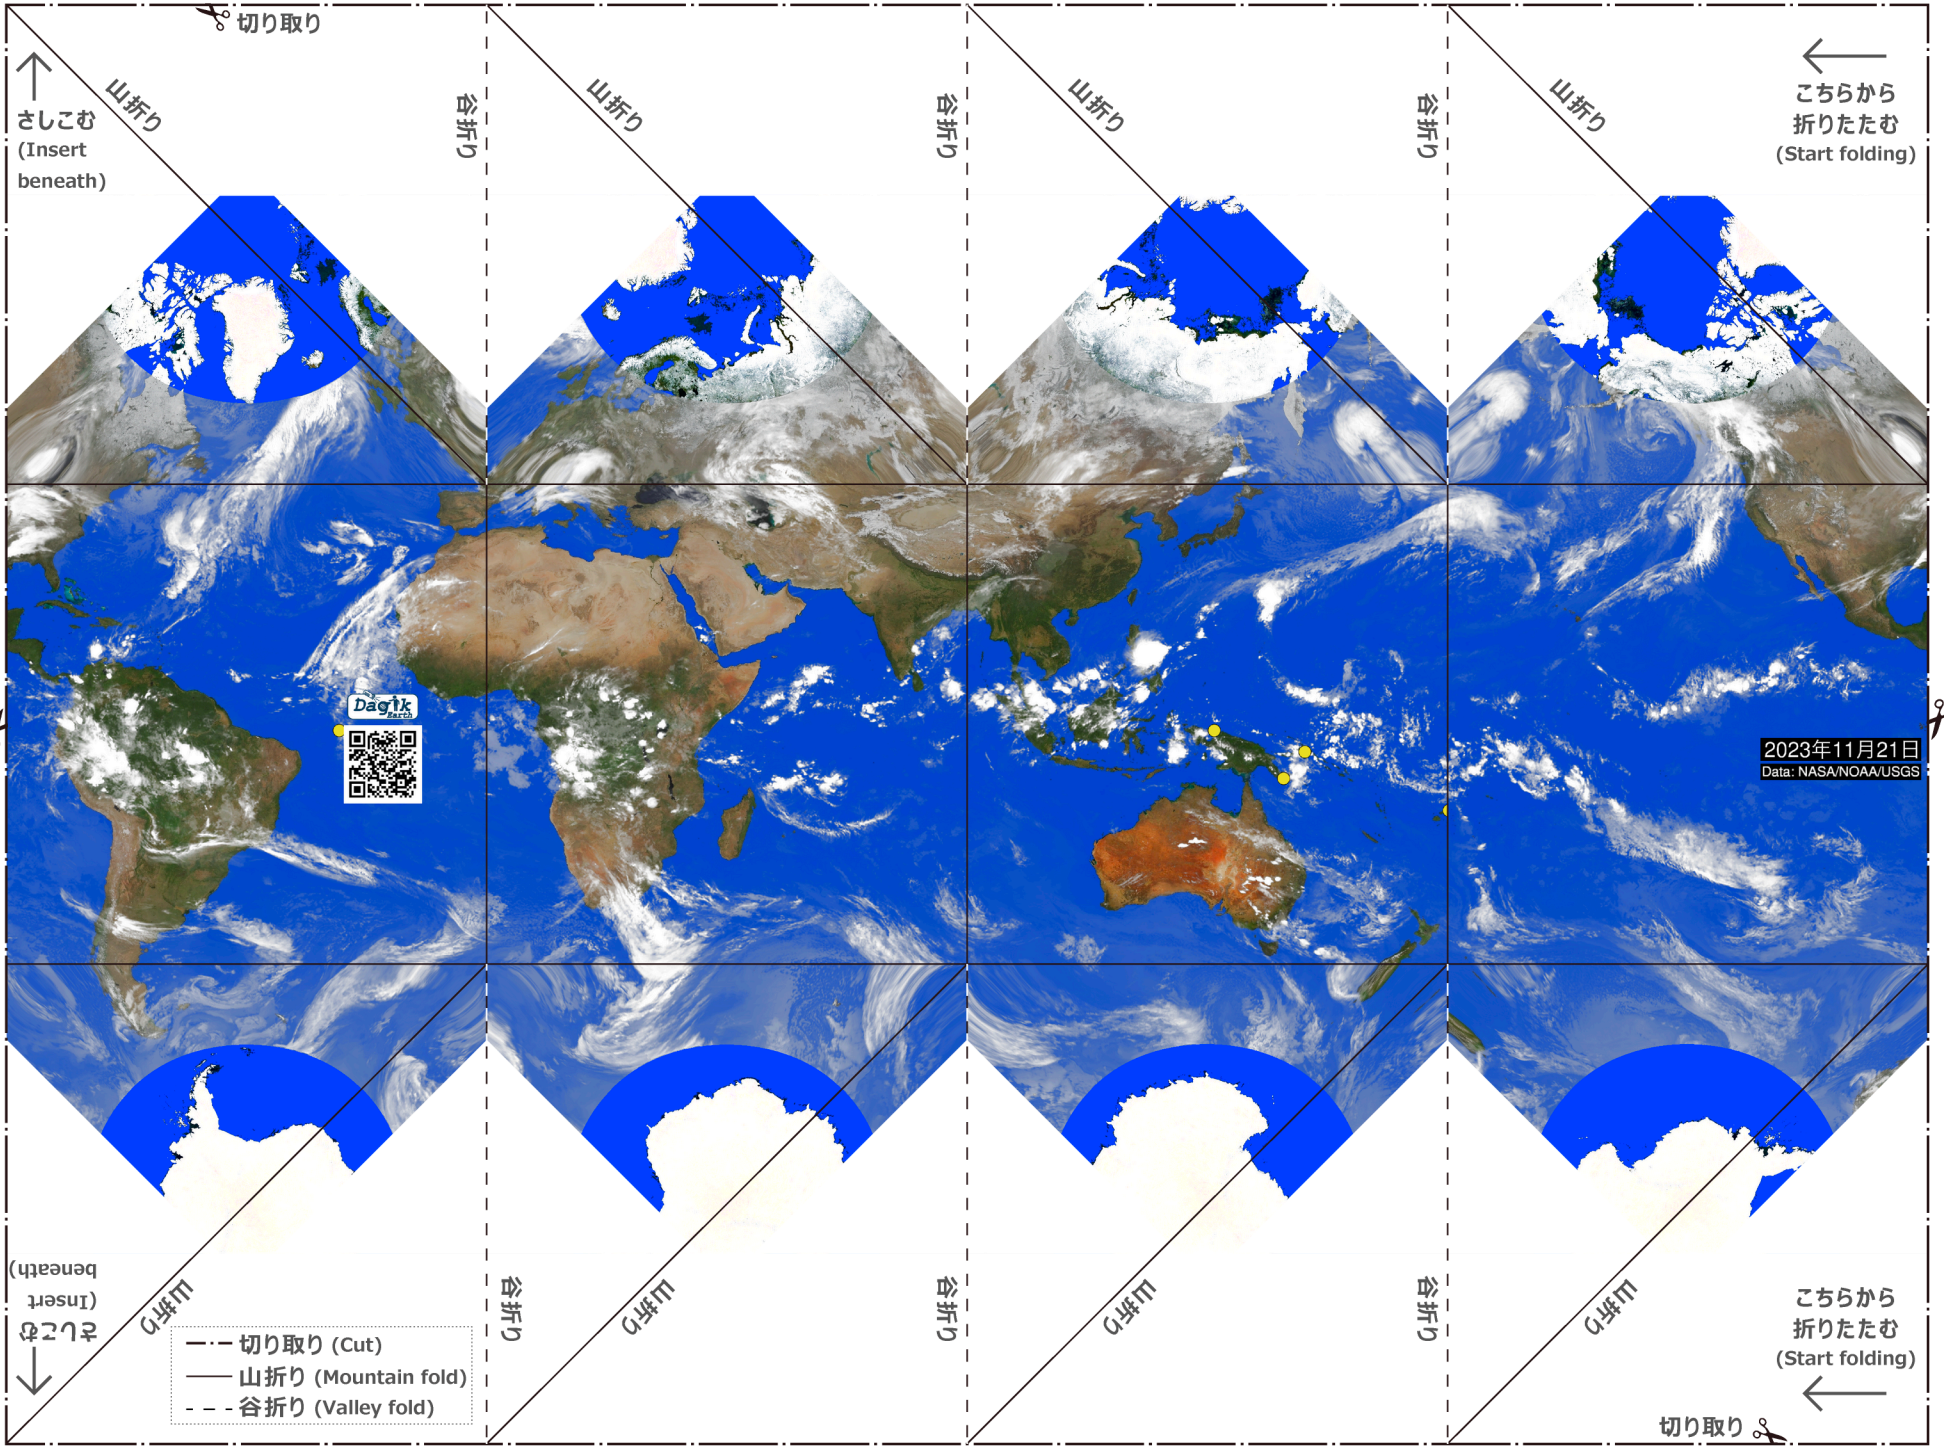 切り取り
山折り
谷折り
山折り
谷折り
山折り
谷折り
山折り
さしこむ
(Insert
beneath)
こちらから
折りたたむ
(Start folding)
Dagik
Earth
2023年11月21日
Data: NASA/NOAA/USGS
さしこむ
(Insert
beneath)
山折り
谷折り
山折り
谷折り
山折り
谷折り
山折り
こちらから
折りたたむ
(Start folding)
切り取り (Cut)
山折り (Mountain fold)
谷折り (Valley fold)
切り取り